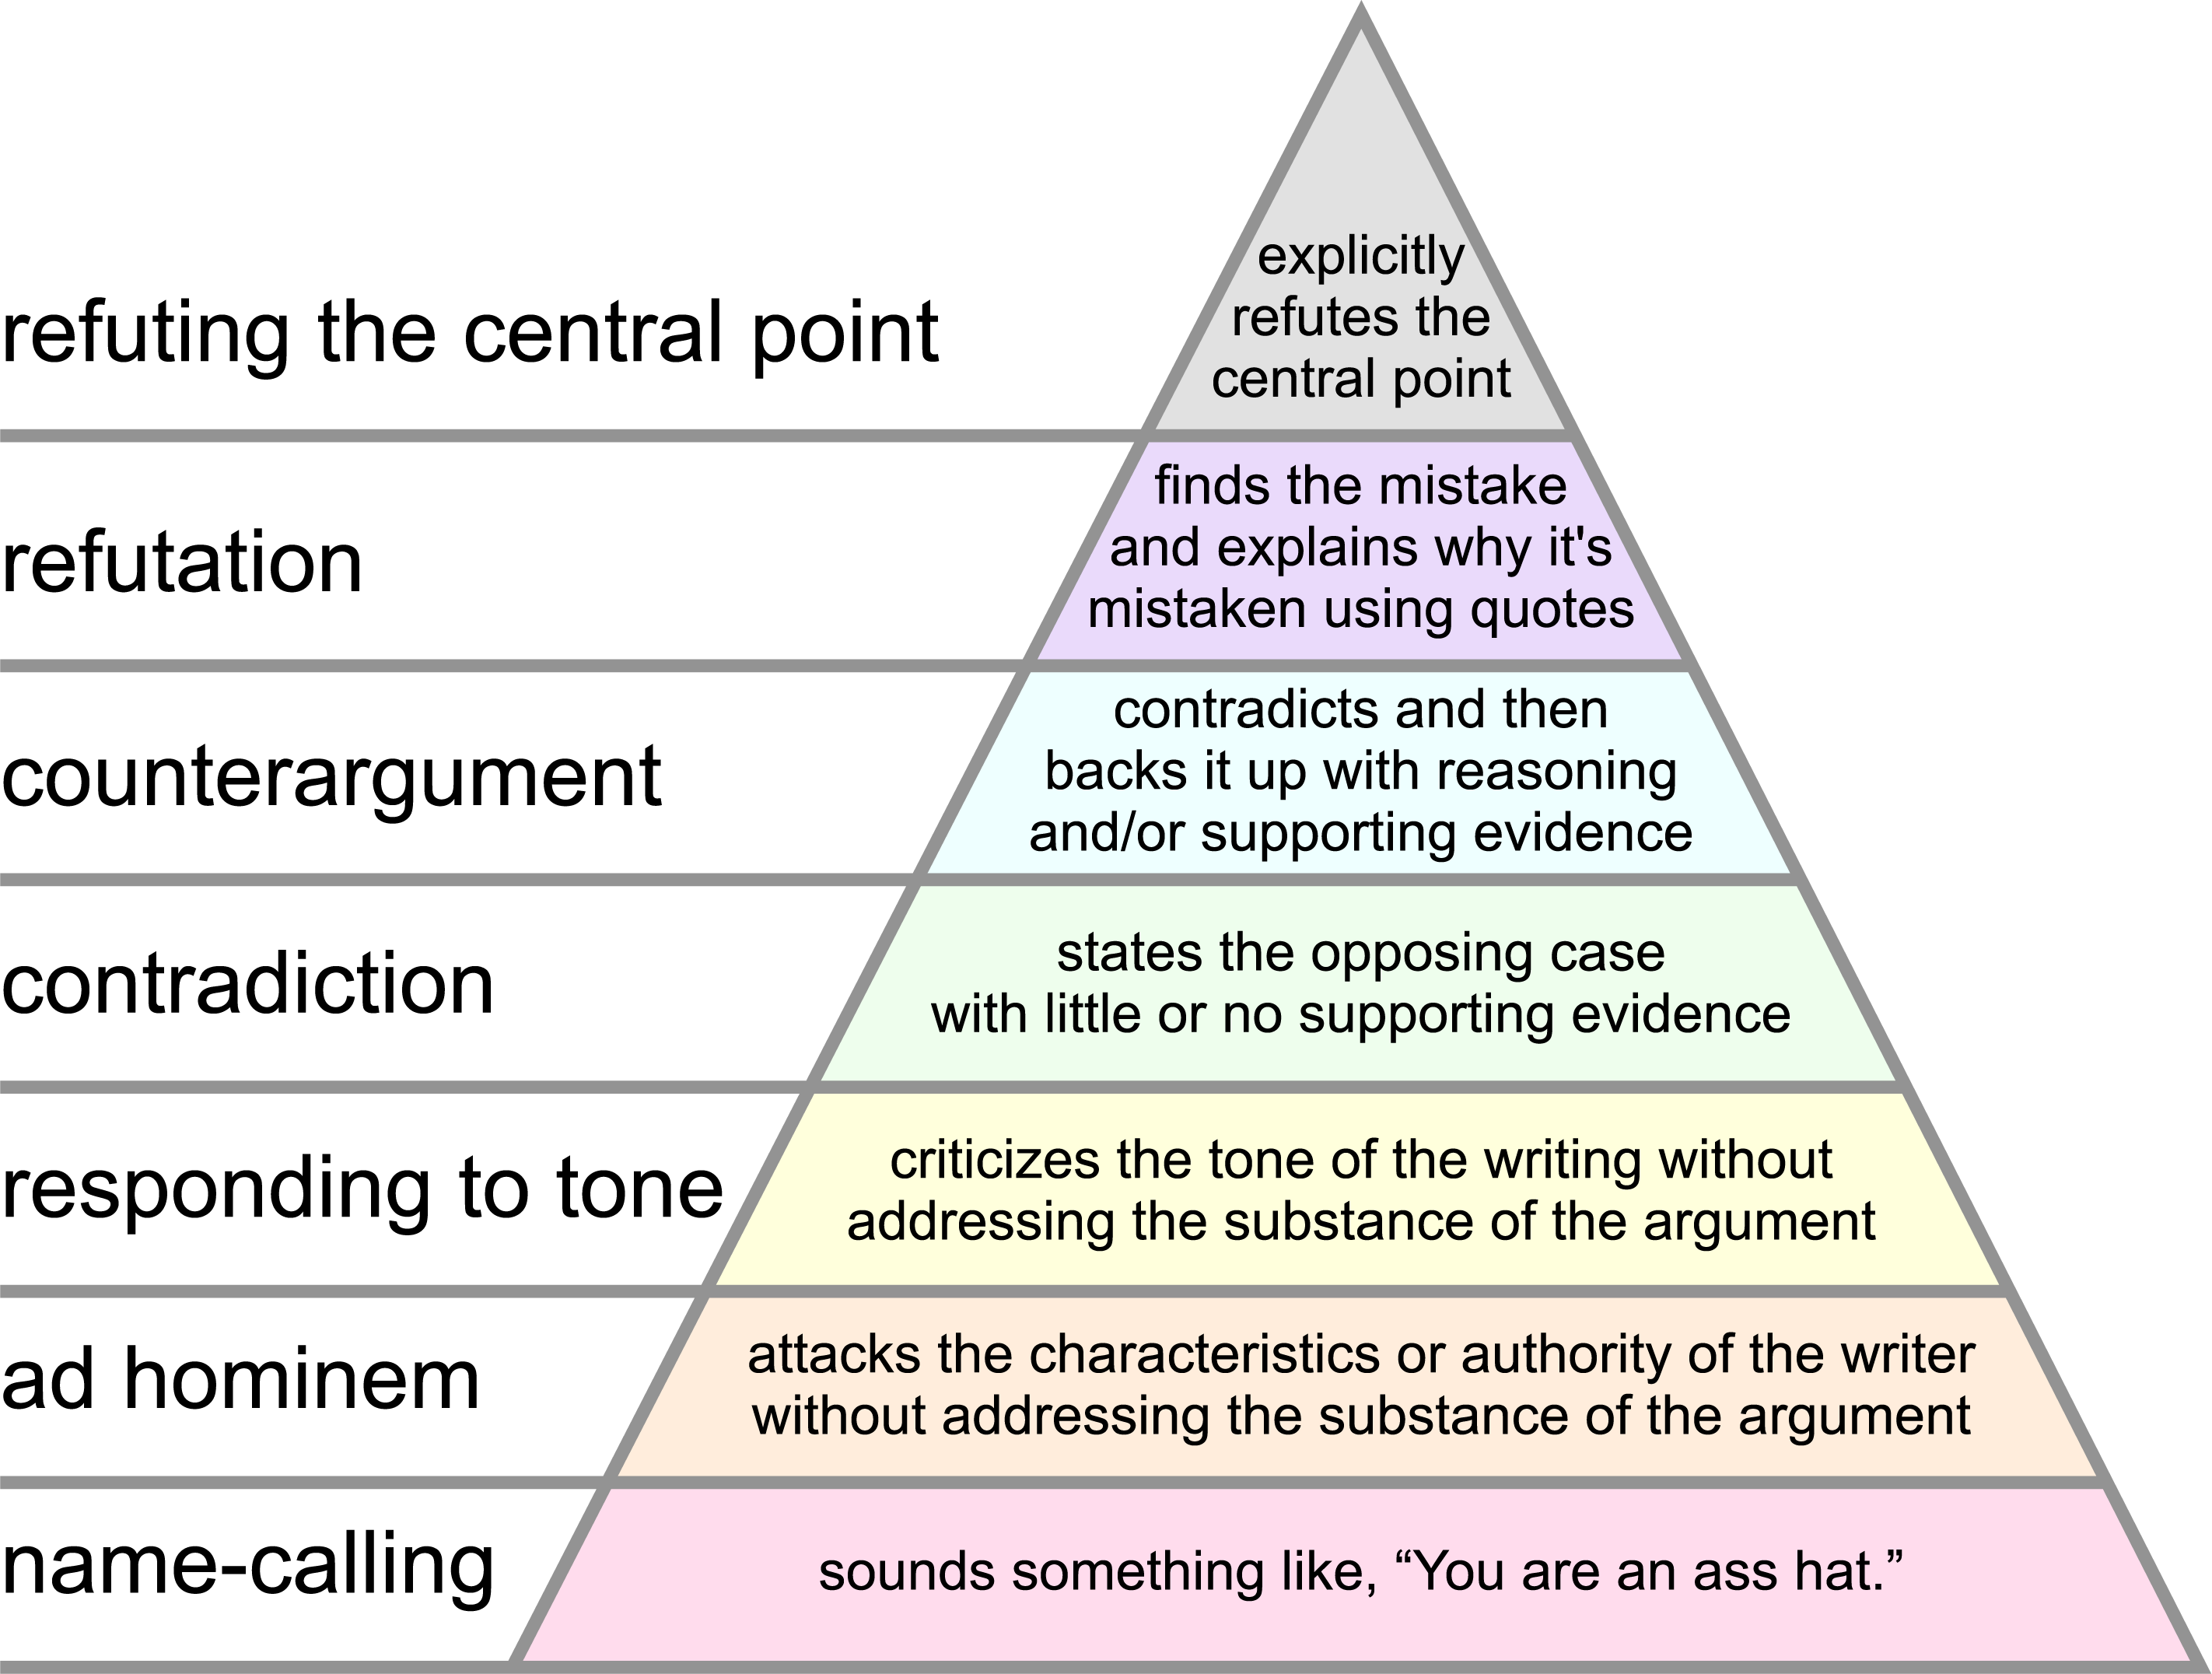 refuting the central point
explicitly
refutes the
central point
refutation
finds the mistake
and explains why it's
mistaken using quotes
counterargument
contradicts and then
backs it up with reasoning
and/or supporting evidence
contradiction
states the opposing case
with little or no supporting evidence
responding to tone
criticizes the tone of the writing without
addressing the substance of the argument
ad hominem
attacks the characteristics or authority of the writer
without addressing the substance of the argument
name-calling
sounds something like, “You are an ass hat.”